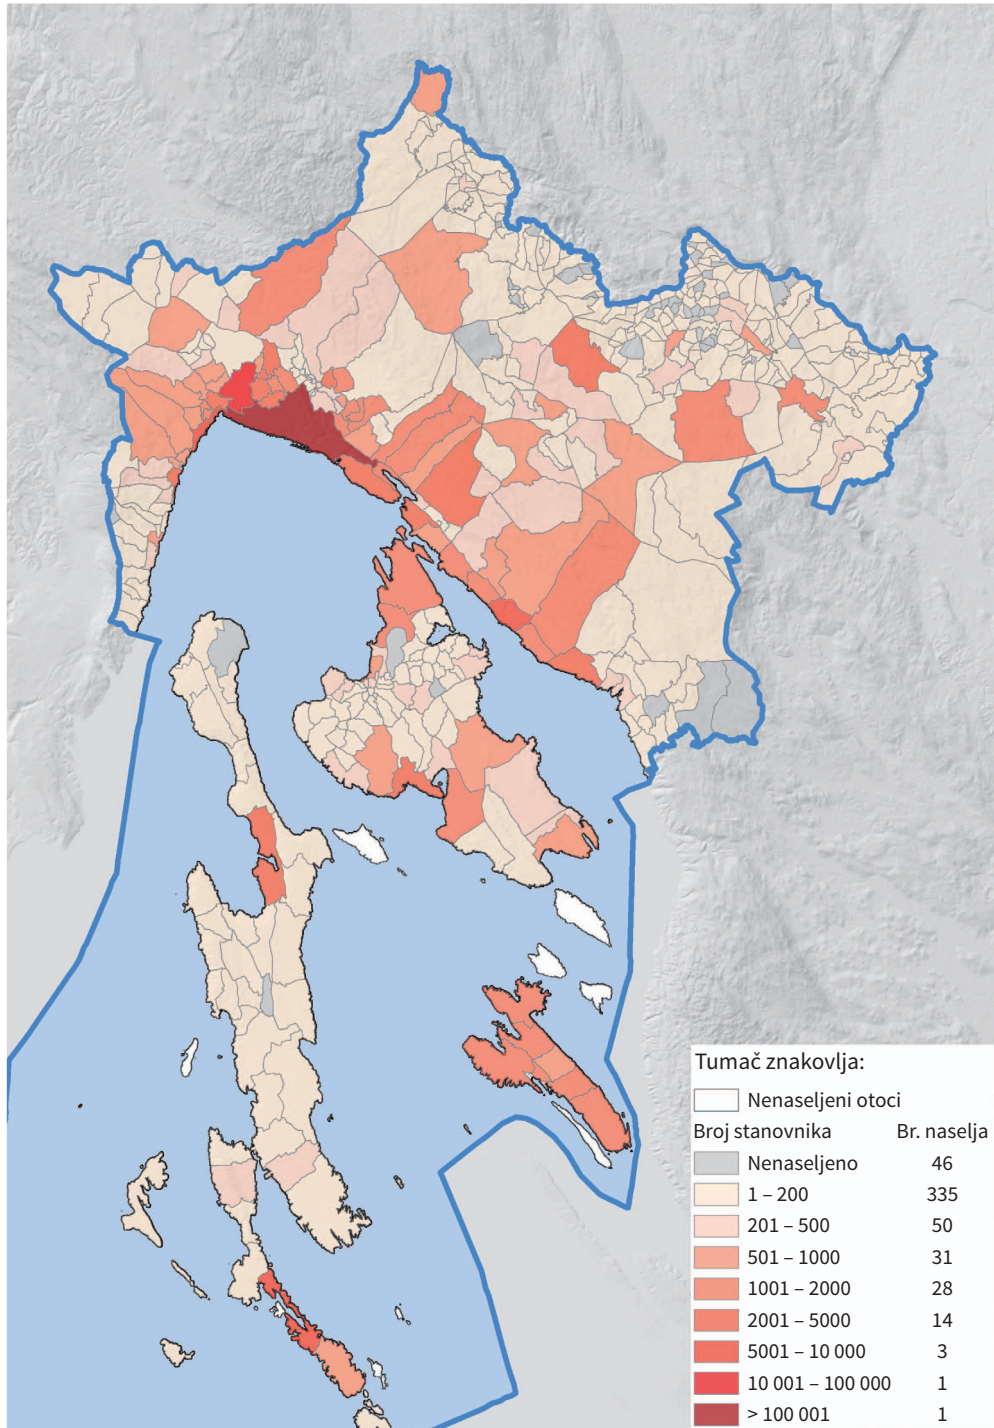 Tumač znakovlja:
Nenaseljeni otoci
Broj stanovnika Br. naselja
Nenaseljeno 46
1 – 200 335
201 – 500 50
501 – 1000 31
1001 – 2000 28
2001 – 5000 14
5001 – 10 000 3
10 001 – 100 000 1
> 100 001 1